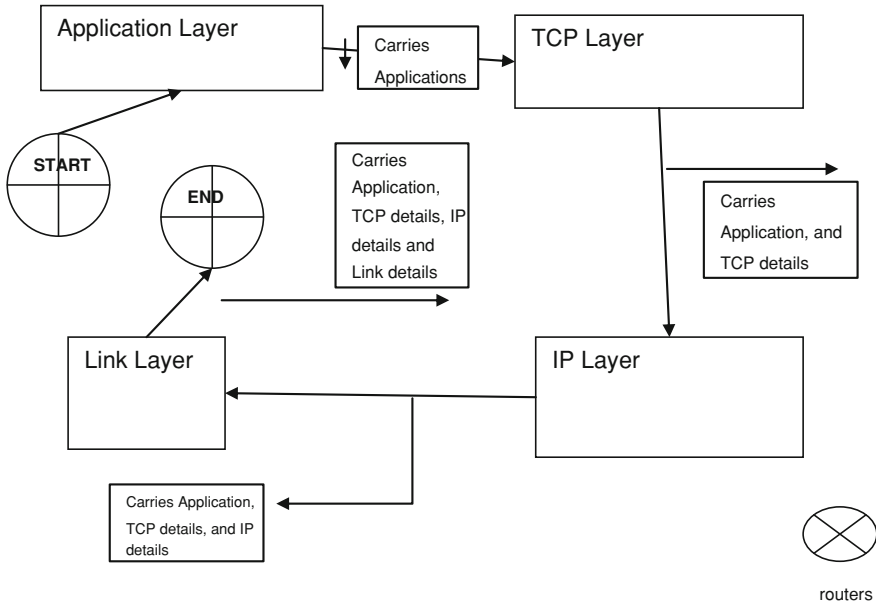 Application Layer
Carries
Applications
TCP Layer
START
END
Carries
Application,
TCP details, IP
details and
Link details
Carries
Application, and
TCP details
Link Layer
IP Layer
Carries Application,
TCP details, and IP
details
routers